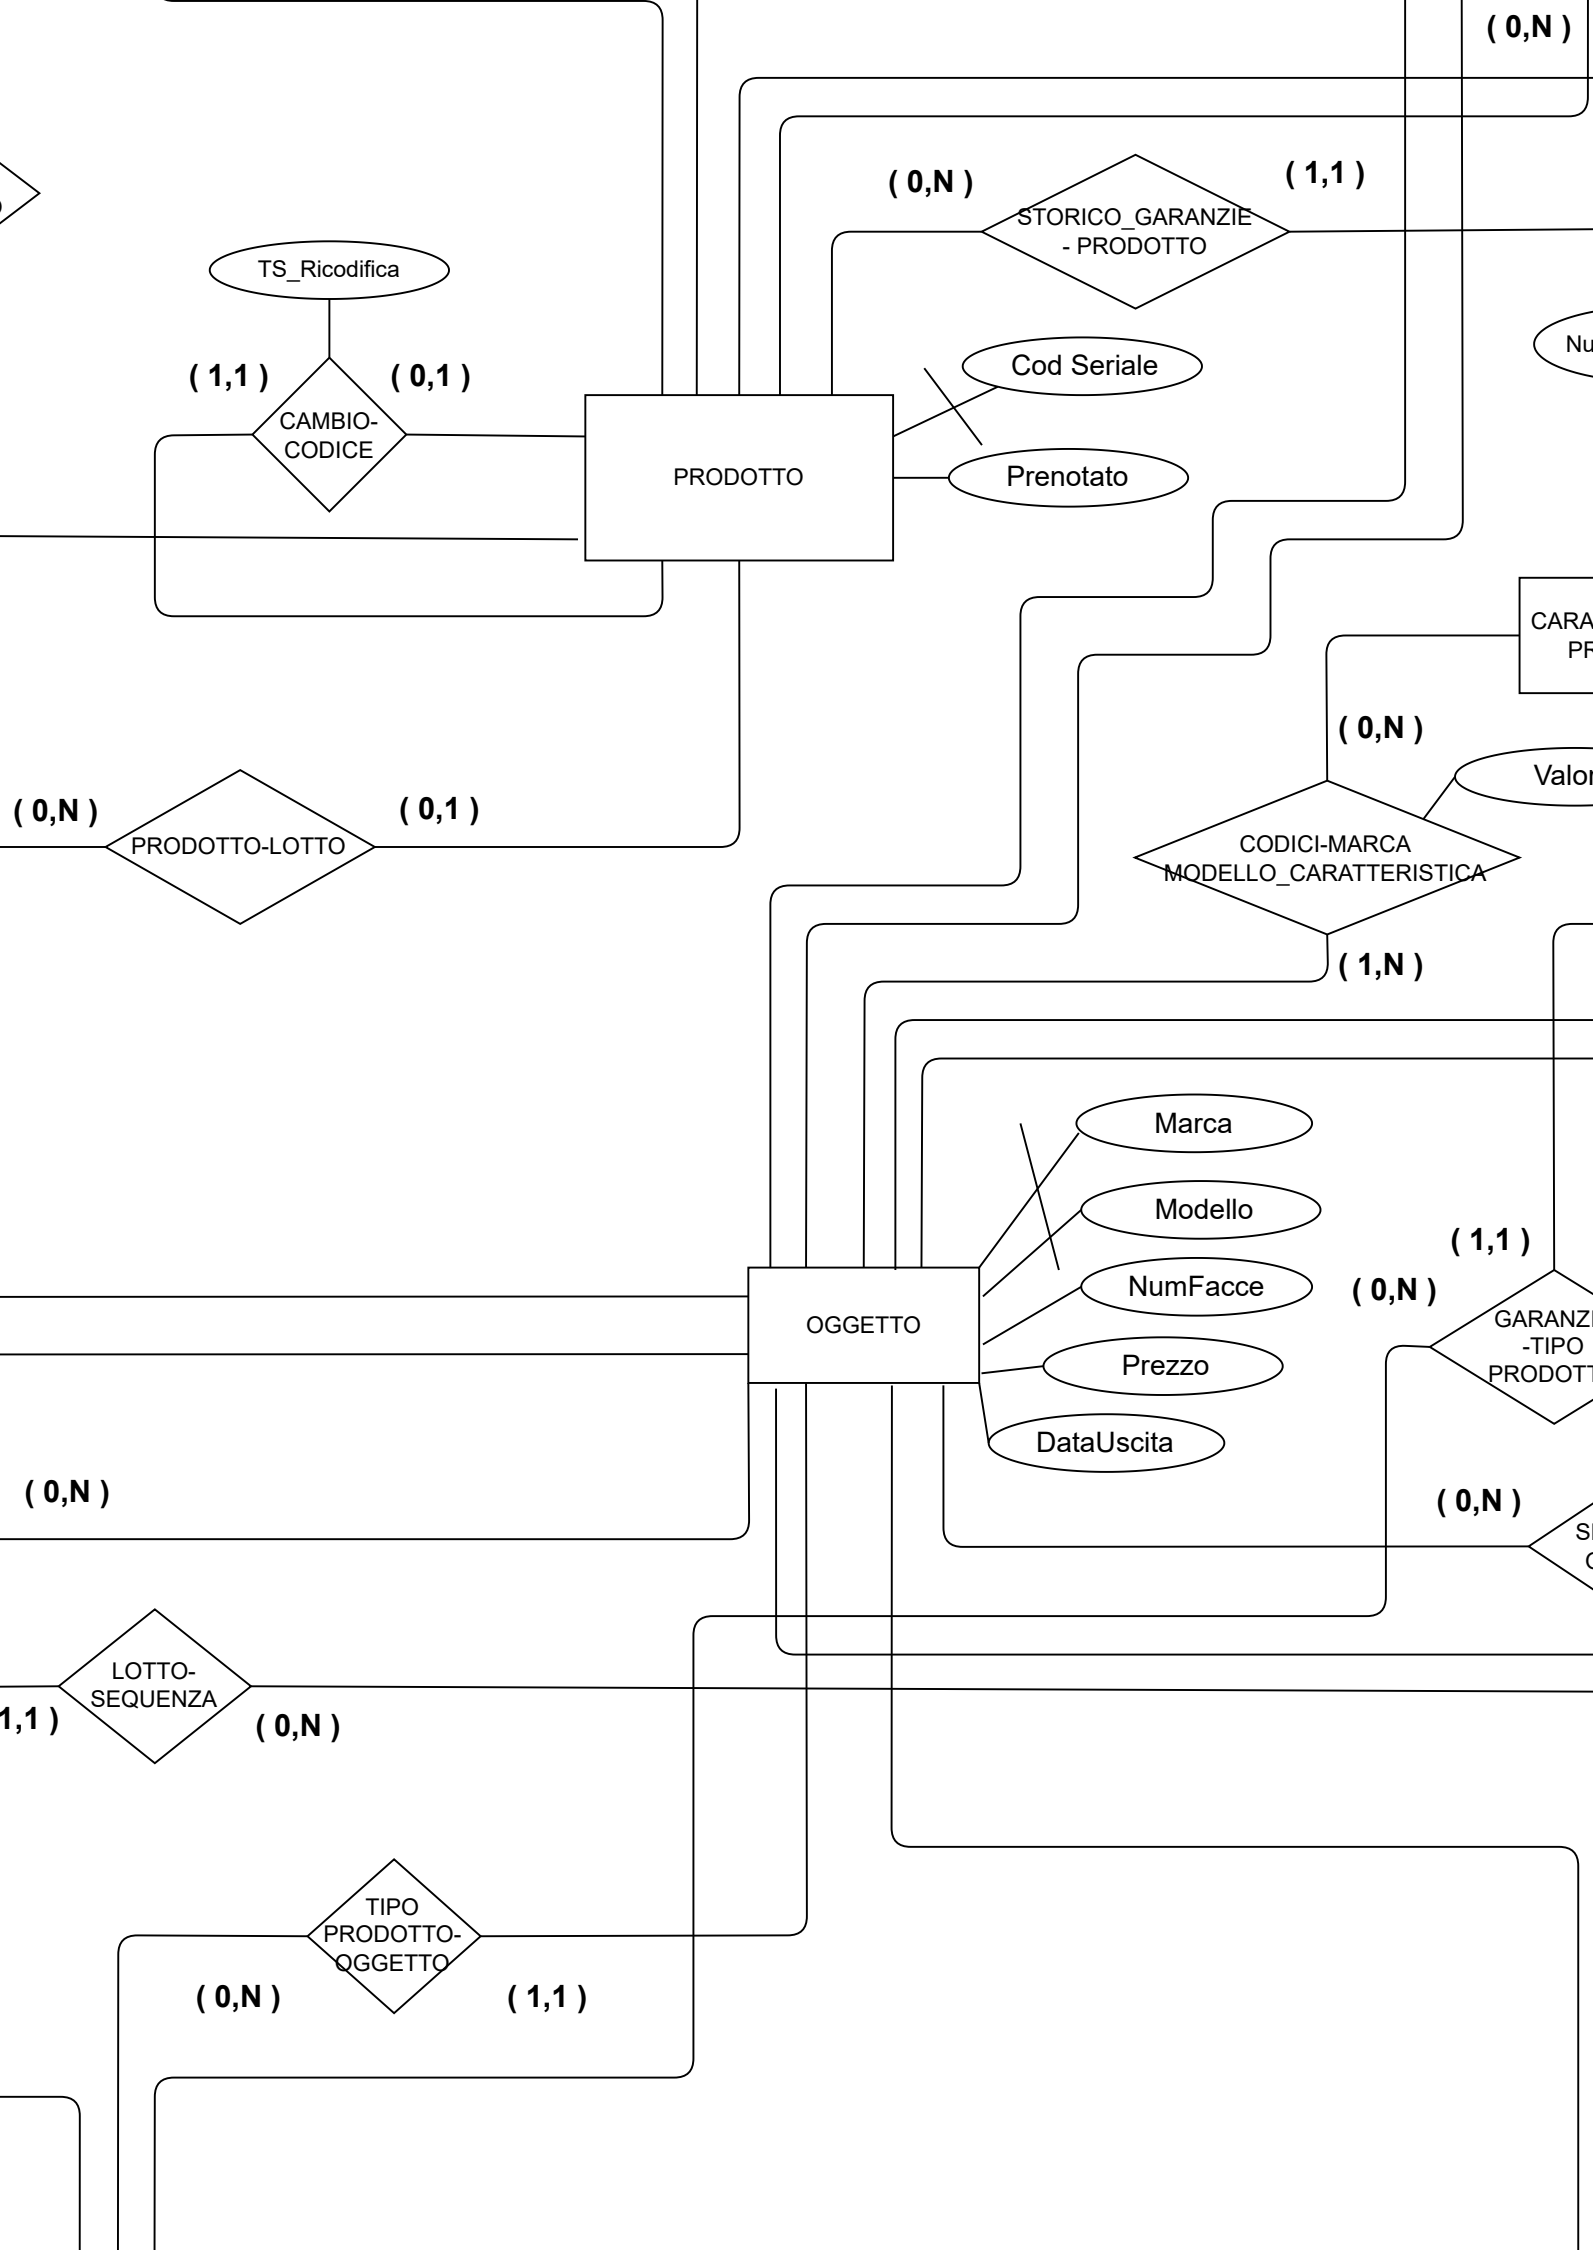 ( 0,N )
( 0,N )
( 1,1 )
STORICO_GARANZIE
- PRODOTTO
TS_Ricodifica
( 1,1 )
( 0,1 )
Cod Seriale
CAMBIO-
CODICE
PRODOTTO
Prenotato
( 0,N )
( 0,N )
( 0,1 )
PRODOTTO-LOTTO
CODICI-MARCA
MODELLO_CARATTERISTICA
( 1,N )
Marca
Modello
( 1,1 )
NumFacce
( 0,N )
OGGETTO
Prezzo
-TIPO
DataUscita
( 0,N )
( 0,N )
LOTTO-
SEQUENZA
1,1 )
( 0,N )
TIPO
PRODOTTO-
OGGETTO
( 0,N )
( 1,1 )